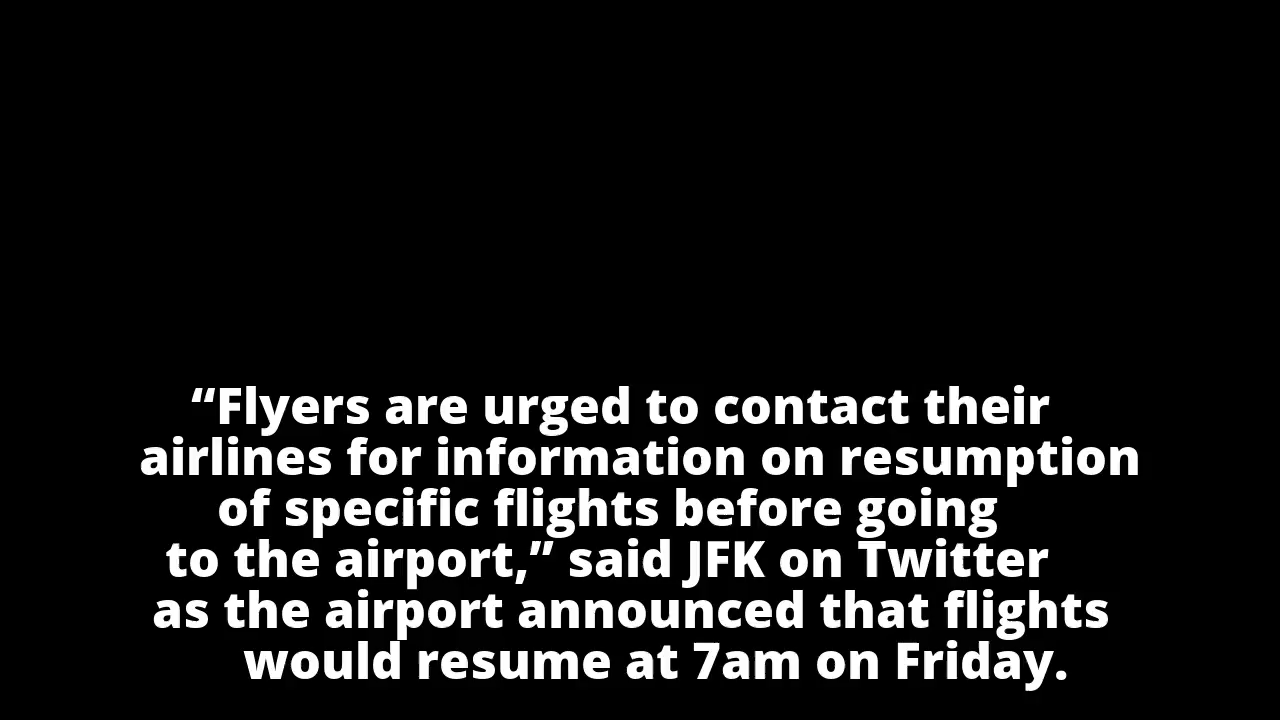 “Flyers are urged to contact their
airlines for information on resumption
of specific flights before going
to the airport,” said JFK on Twitter
as the airport announced that flights
would resume at 7am on Friday.